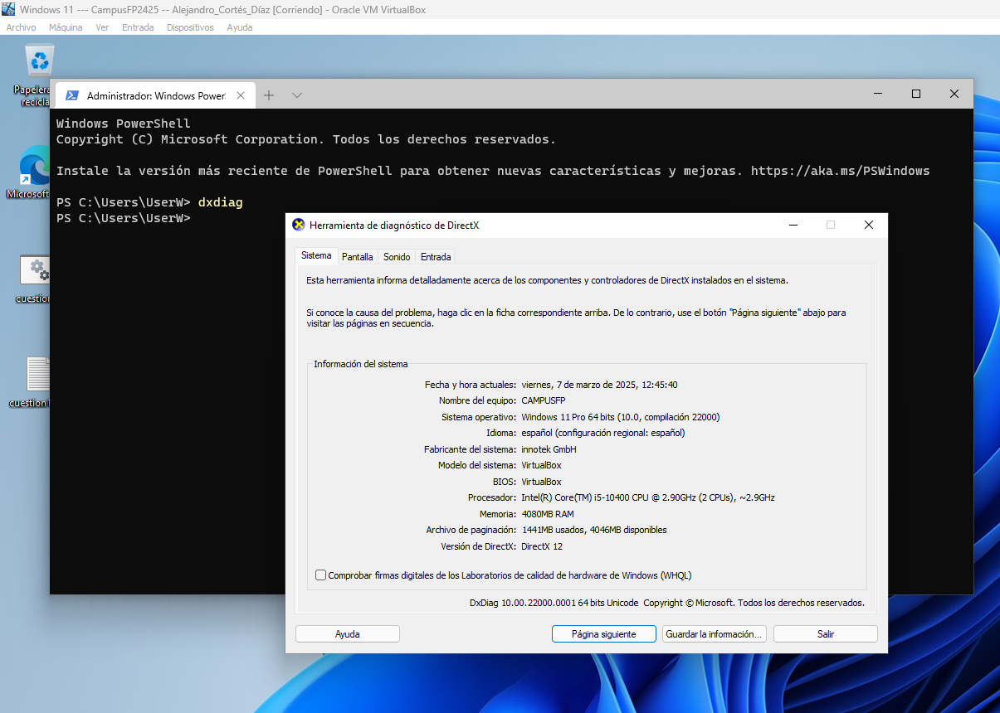 Windows 11 --- CampusFP2425 -- Alejandro_Cortés_Díaz [Corriendo] - Oracle VM VirtualBox
Archivo Máquina Ver Entrada Dispositivos Ayuda
Papelera
recicla
Microsoft
cuestio
cuestion
Administrador: Windows Power
Windows PowerShell
Copyright (C) Microsoft Corporation. Todos los derechos reservados.
Instale la versión más reciente de PowerShell para obtener nuevas características y mejoras. https://aka.ms/PSWindows
PS C:\Users\UserW> dxdiag
PS C:\Users\UserW>
Herramienta de diagnóstico de DirectX
Sistema Pantalla Sonido Entrada
Esta herramienta informa detalladamente acerca de los componentes y controladores de DirectX instalados en el sistema.
Si conoce la causa del problema, haga clic en la ficha correspondiente arriba. De lo contrario, use el botón "Página siguiente" abajo para
visitar las páginas en secuencia.
Información del sistema
Fecha y hora actuales: viernes, 7 de marzo de 2025, 12:45:40
Nombre del equipo: CAMPUSFP
Sistema operativo: Windows 11 Pro 64 bits (10.0, compilación 22000)
Idioma: español (configuración regional: español)
Fabricante del sistema: innotek GmbH
Modelo del sistema: VirtualBox
BIOS: VirtualBox
Procesador: Intel(R) Core(TM) i5-10400 CPU @ 2.90GHz (2 CPUs), ~2.9GHz
Memoria: 4080MB RAM
Archivo de paginación: 1441MB usados, 4046MB disponibles
Versión de DirectX: DirectX 12
Comprobar firmas digitales de los Laboratorios de calidad de hardware de Windows (WHQL)
DxDiag 10.00.22000.0001 64 bits Unicode Copyright © Microsoft. Todos los derechos reservados.
Ayuda Página siguiente Guardar la información... Salir